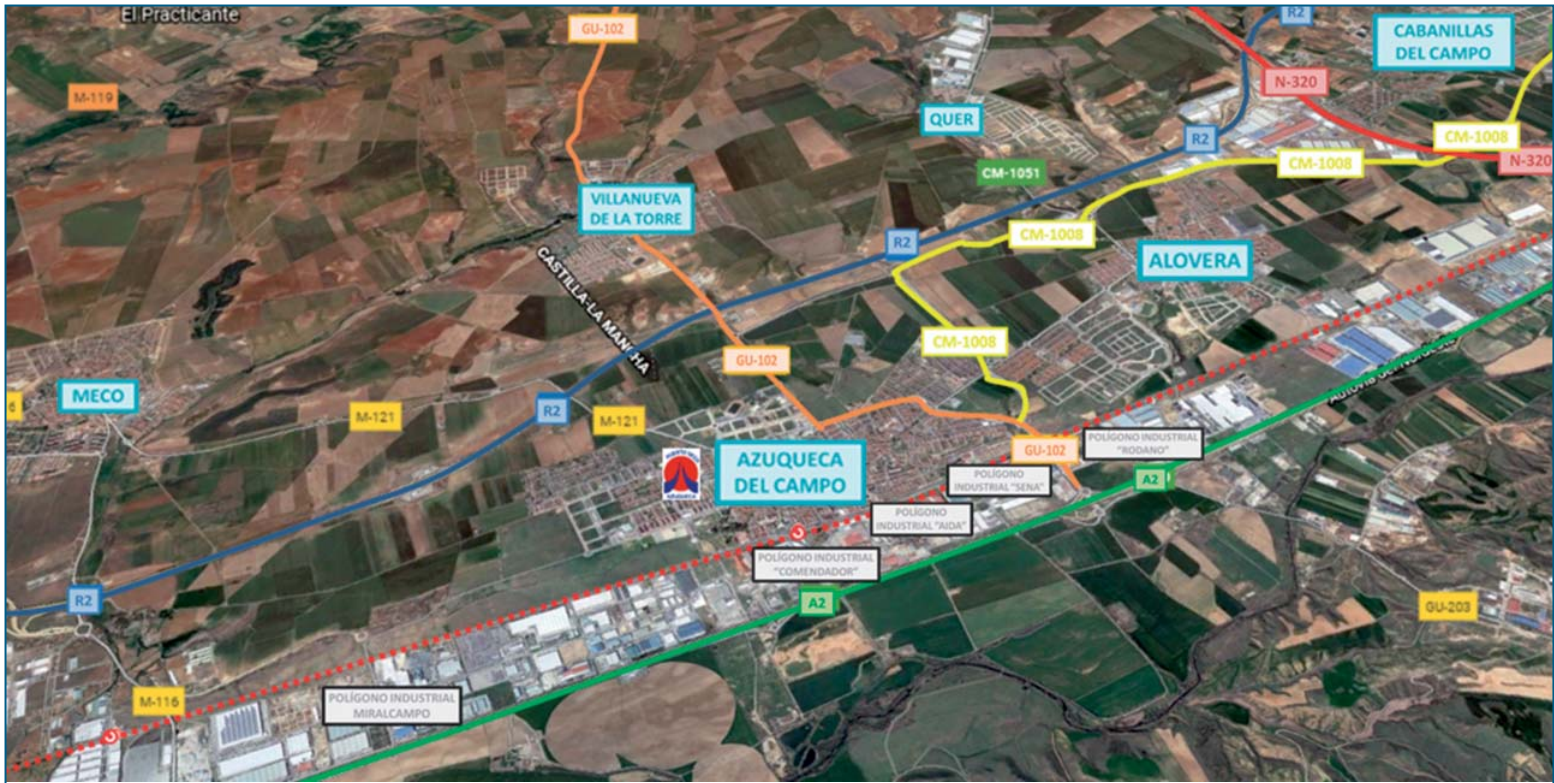 El Practicante
GU-102
R2
CABANILLAS
DEL CAMPO
N-320
M-119
QUER
R2
CM-1008
CM-1008
N-320
CM-1051
VILLANUEVA
DE LA TORRE
CM-1008
R2
ALOVERA
CASTILLA-LA MANCHA
CM-1008
GU-102
MECO
6
M-121
R2
M-121
AZUQUECA
DEL CAMPO
GU-102
POLÍGONO INDUSTRIAL
"RODANO"
POLÍGONO
INDUSTRIAL "SENA"
A2
POLÍGONO
INDUSTRIAL "AIDA"
POLÍGONO INDUSTRIAL
"COMENDADOR"
A2
R2
GU-203
M-116
POLÍGONO INDUSTRIAL
MIRALCAMPO